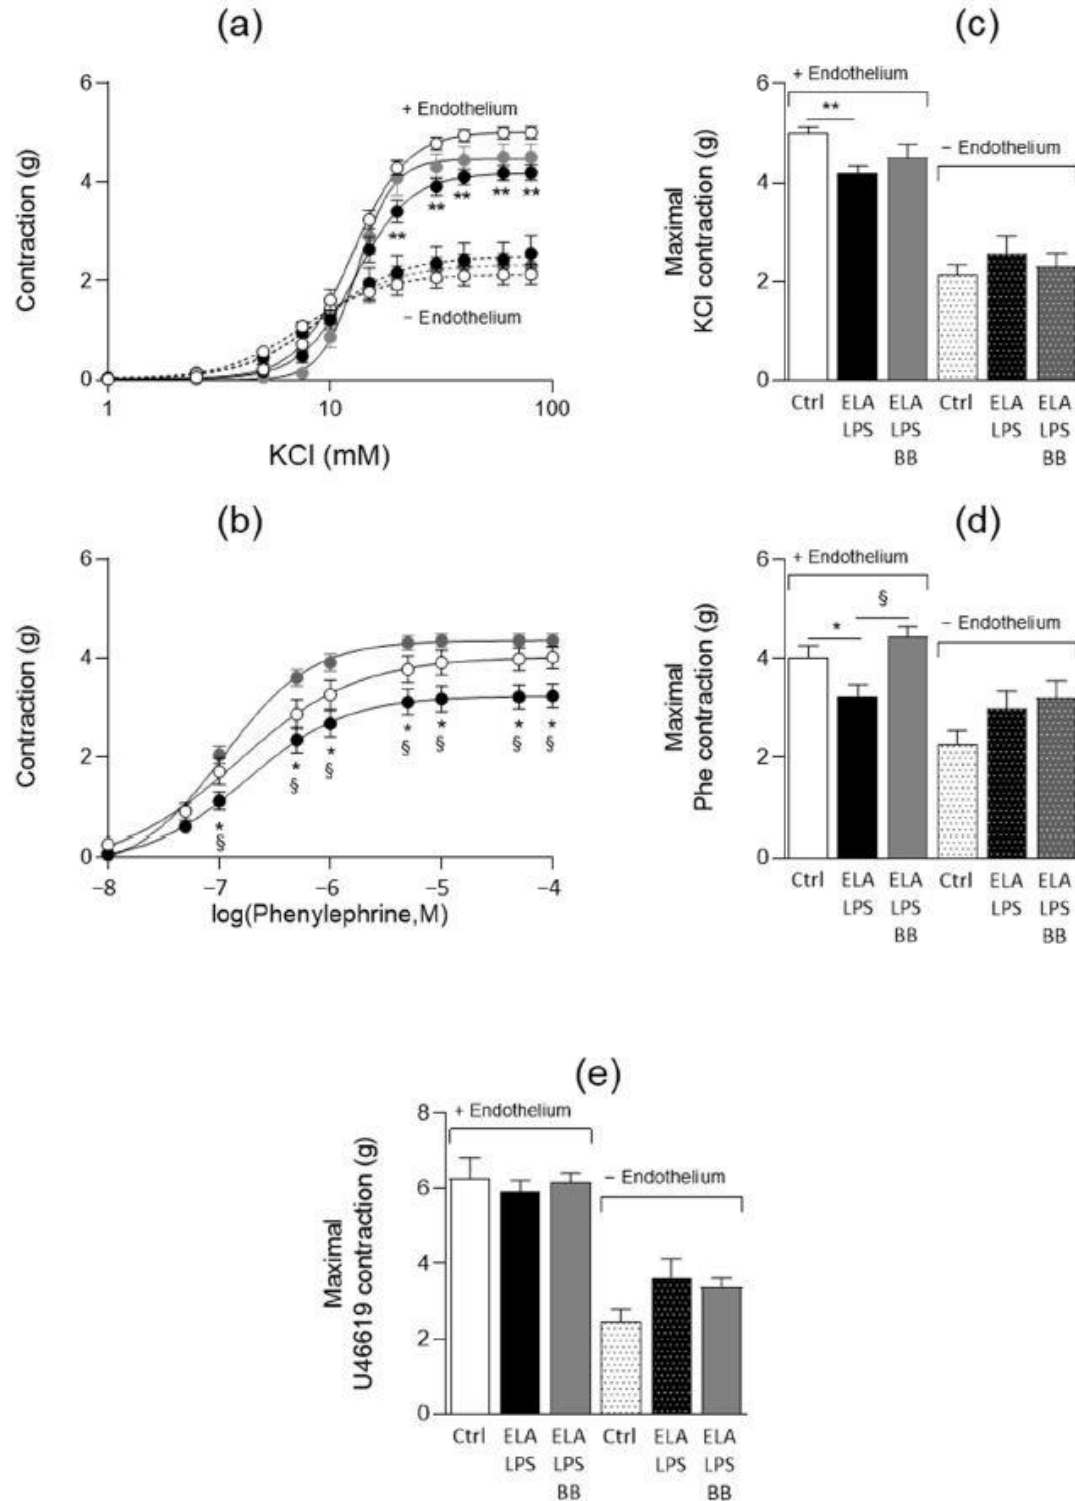 (a)
6
4
2
0
Contraction (g)
+ Endothelium
** ** ** ** **
− Endothelium
1 10 100
KCl (mM)
(c)
6
4
2
0
Maximal
KCl contraction (g)
+ Endothelium
**
− Endothelium
Ctrl ELA ELA Ctrl ELA ELA
LPS LPS LPS LPS
BB BB
(b)
6
4
2
0
Contraction (g)
* * * * * * *
§ § § § § § §
−8 −7 −6 −5 −4
log(Phenylephrine,M)
(d)
6
4
2
0
Maximal
Phe contraction (g)
+ Endothelium
* §
− Endothelium
Ctrl ELA ELA Ctrl ELA ELA
LPS LPS LPS LPS
BB BB
(e)
8
6
4
2
0
Maximal
U46619 contraction (g)
+ Endothelium
− Endothelium
Ctrl ELA ELA Ctrl ELA ELA
LPS LPS LPS LPS
BB BB